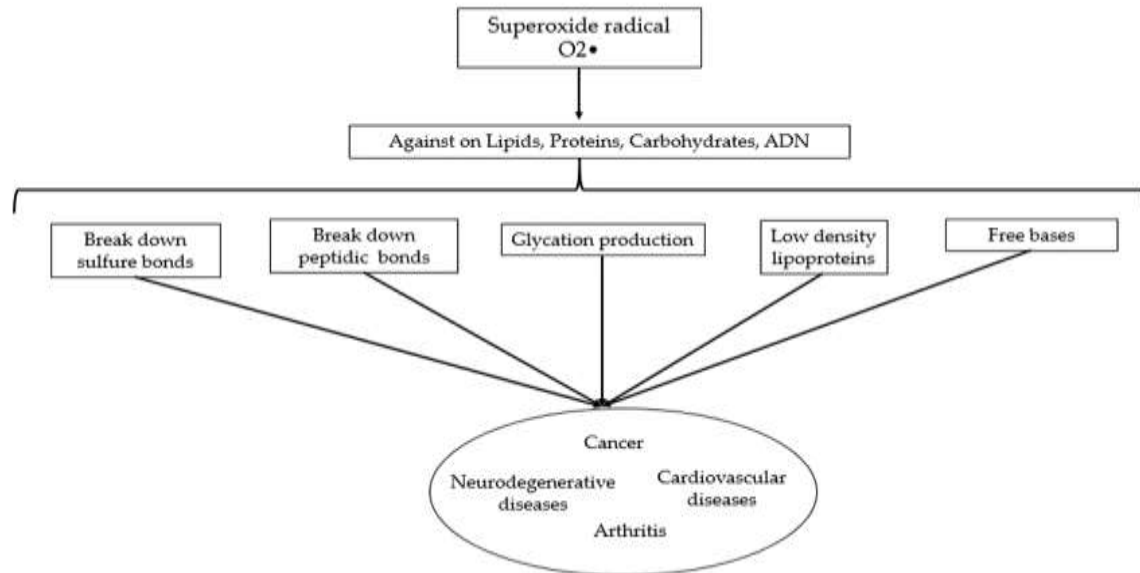 Superoxide radical
O2•
Against on Lipids, Proteins, Carbohydrates, ADN
Break down
sulfure bonds
Break down
peptidic bonds
Glycation production
Low density
lipoproteins
Free bases
Cancer
Neurodegenerative
diseases
Cardiovascular
diseases
Arthritis